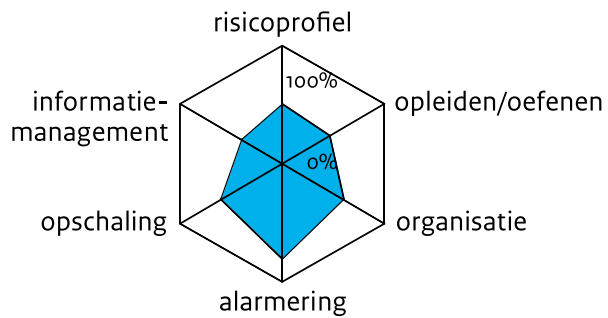 risicoprofiel
100%
informatie-
management
opleiden/oefenen
0%
opschaling
organisatie
alarmering